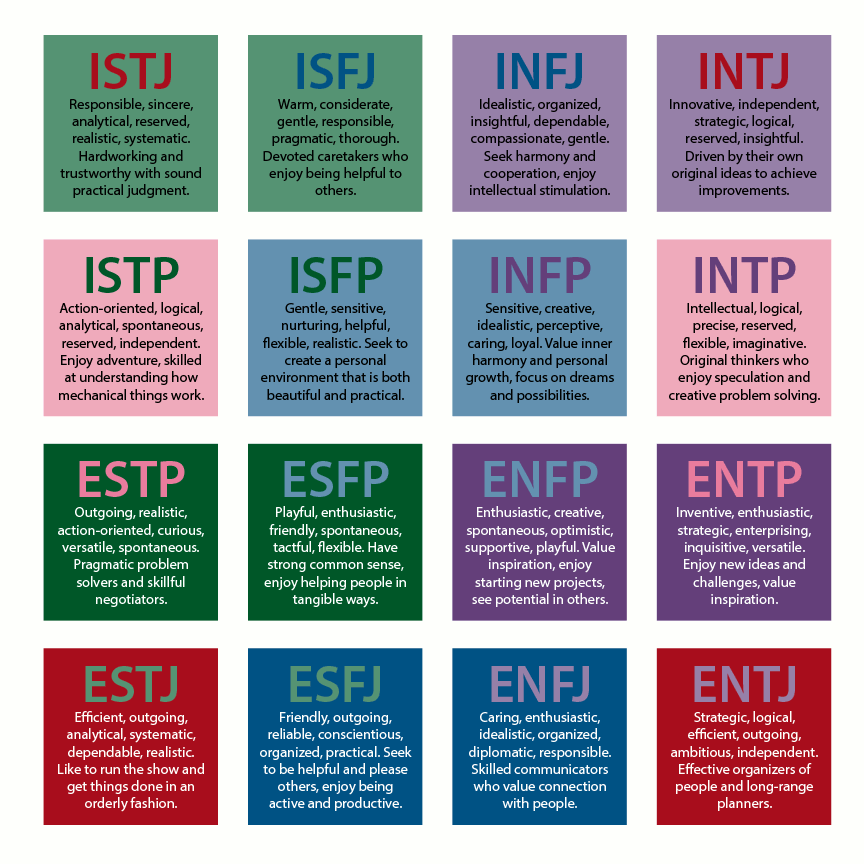 ISTJ
Responsible, sincere,
analytical, reserved,
realistic, systematic.
Hardworking and
trustworthy with sound
practical judgment.
ISFJ
Warm, considerate,
gentle, responsible,
pragmatic, thorough.
Devoted caretakers who
enjoy being helpful to
others.
INFJ
Idealistic, organized,
insightful, dependable,
compassionate, gentle.
Seek harmony and
cooperation, enjoy
intellectual stimulation.
INTJ
Innovative, independent,
strategic, logical,
reserved, insightful.
Driven by their own
original ideas to achieve
improvements.
ISTP
Action-oriented, logical,
analytical, spontaneous,
reserved, independent.
Enjoy adventure, skilled
at understanding how
mechanical things work.
ISFP
Gentle, sensitive,
nurturing, helpful,
flexible, realistic. Seek to
create a personal
environment that is both
beautiful and practical.
INFP
Sensitive, creative,
idealistic, perceptive,
caring, loyal. Value inner
harmony and personal
growth, focus on dreams
and possibilities.
INTP
Intellectual, logical,
precise, reserved,
flexible, imaginative.
Original thinkers who
enjoy speculation and
creative problem solving.
ESTP
Outgoing, realistic,
action-oriented, curious,
versatile, spontaneous.
Pragmatic problem
solvers and skillful
negotiators.
ESFP
Playful, enthusiastic,
friendly, spontaneous,
tactful, flexible. Have
strong common sense,
enjoy helping people in
tangible ways.
ENFP
Enthusiastic, creative,
spontaneous, optimistic,
supportive, playful. Value
inspiration, enjoy
starting new projects,
see potential in others.
ENTP
Inventive, enthusiastic,
strategic, enterprising,
inquisitive, versatile.
Enjoy new ideas and
challenges, value
inspiration.
ESTJ
Efficient, outgoing,
analytical, systematic,
dependable, realistic.
Like to run the show and
get things done in an
orderly fashion.
ESFJ
Friendly, outgoing,
reliable, conscientious,
organized, practical. Seek
to be helpful and please
others, enjoy being
active and productive.
ENFJ
Caring, enthusiastic,
idealistic, organized,
diplomatic, responsible.
Skilled communicators
who value connection
with people.
ENTJ
Strategic, logical,
efficient, outgoing,
ambitious, independent.
Effective organizers of
people and long-range
planners.